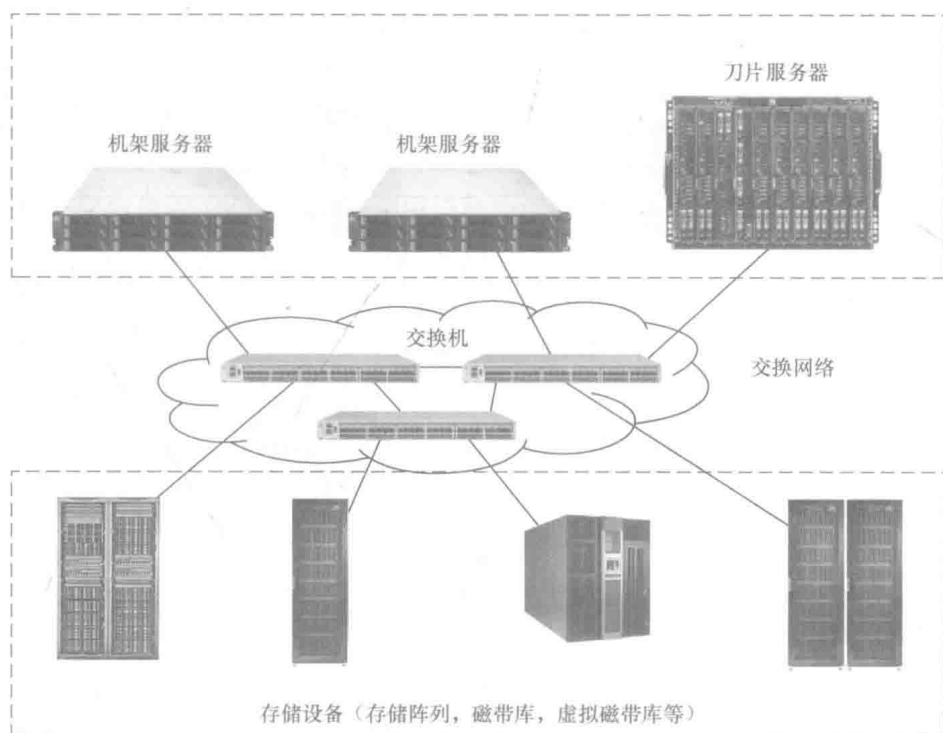 刀片服务器
机架服务器
机架服务器
交换机
交换网络
存储设备（存储阵列，磁带库，虚拟磁带库等）